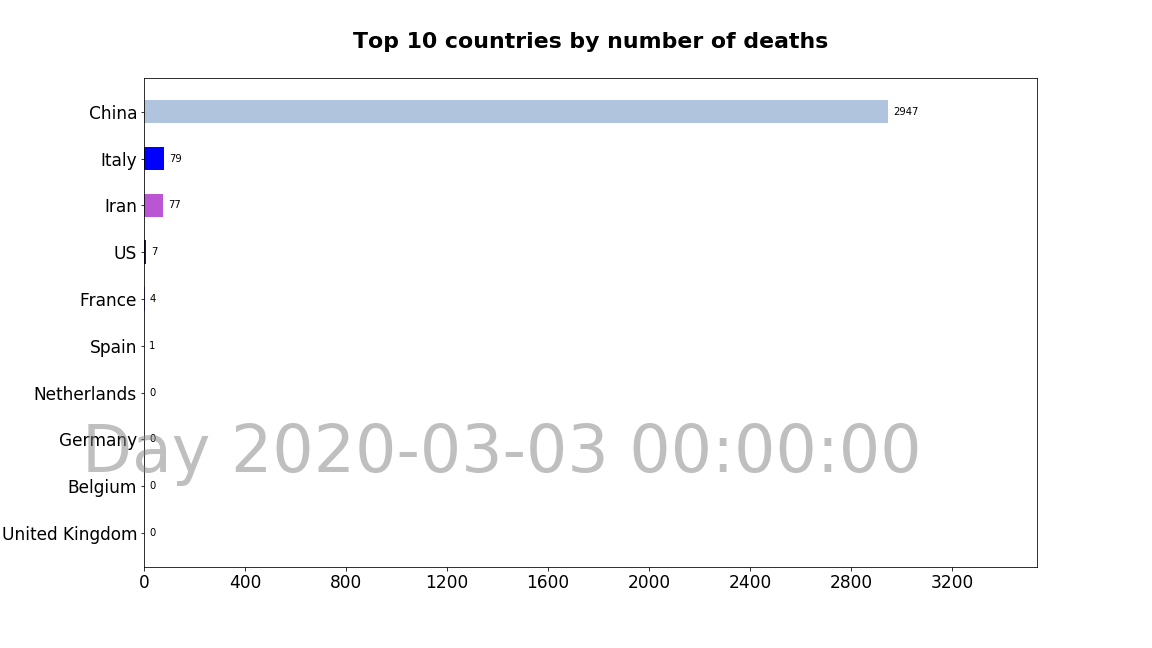 Top 10 countries by number of deaths
China 2947
Italy 79
Iran 77
US 7
France 4
Spain 1
Netherlands 0
Germany 0
Day 2020-03-03 00:00:00
Belgium 0
United Kingdom 0
0 400 800 1200 1600 2000 2400 2800 3200